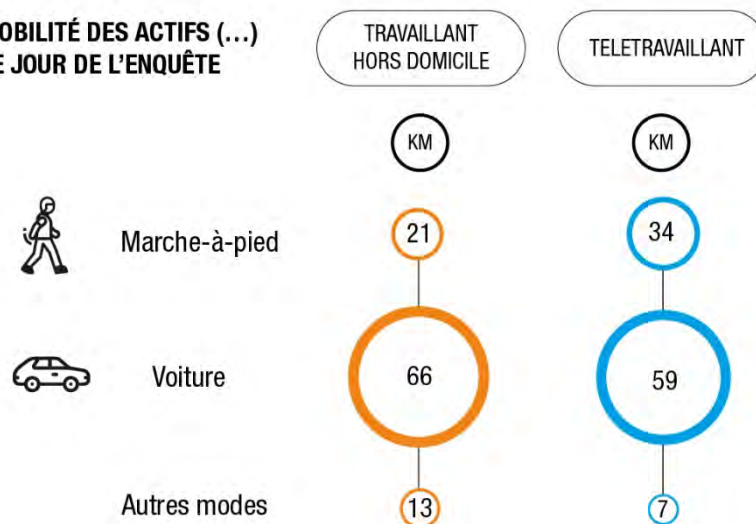 OBILITÉ DES ACTIFS (…)
E JOUR DE L'ENQUÊTE
TRAVAILLANT
HORS DOMICILE
TELETRAVAILLANT
KM
KM
Marche-à-pied
21
34
Voiture
66
59
Autres modes
13
7